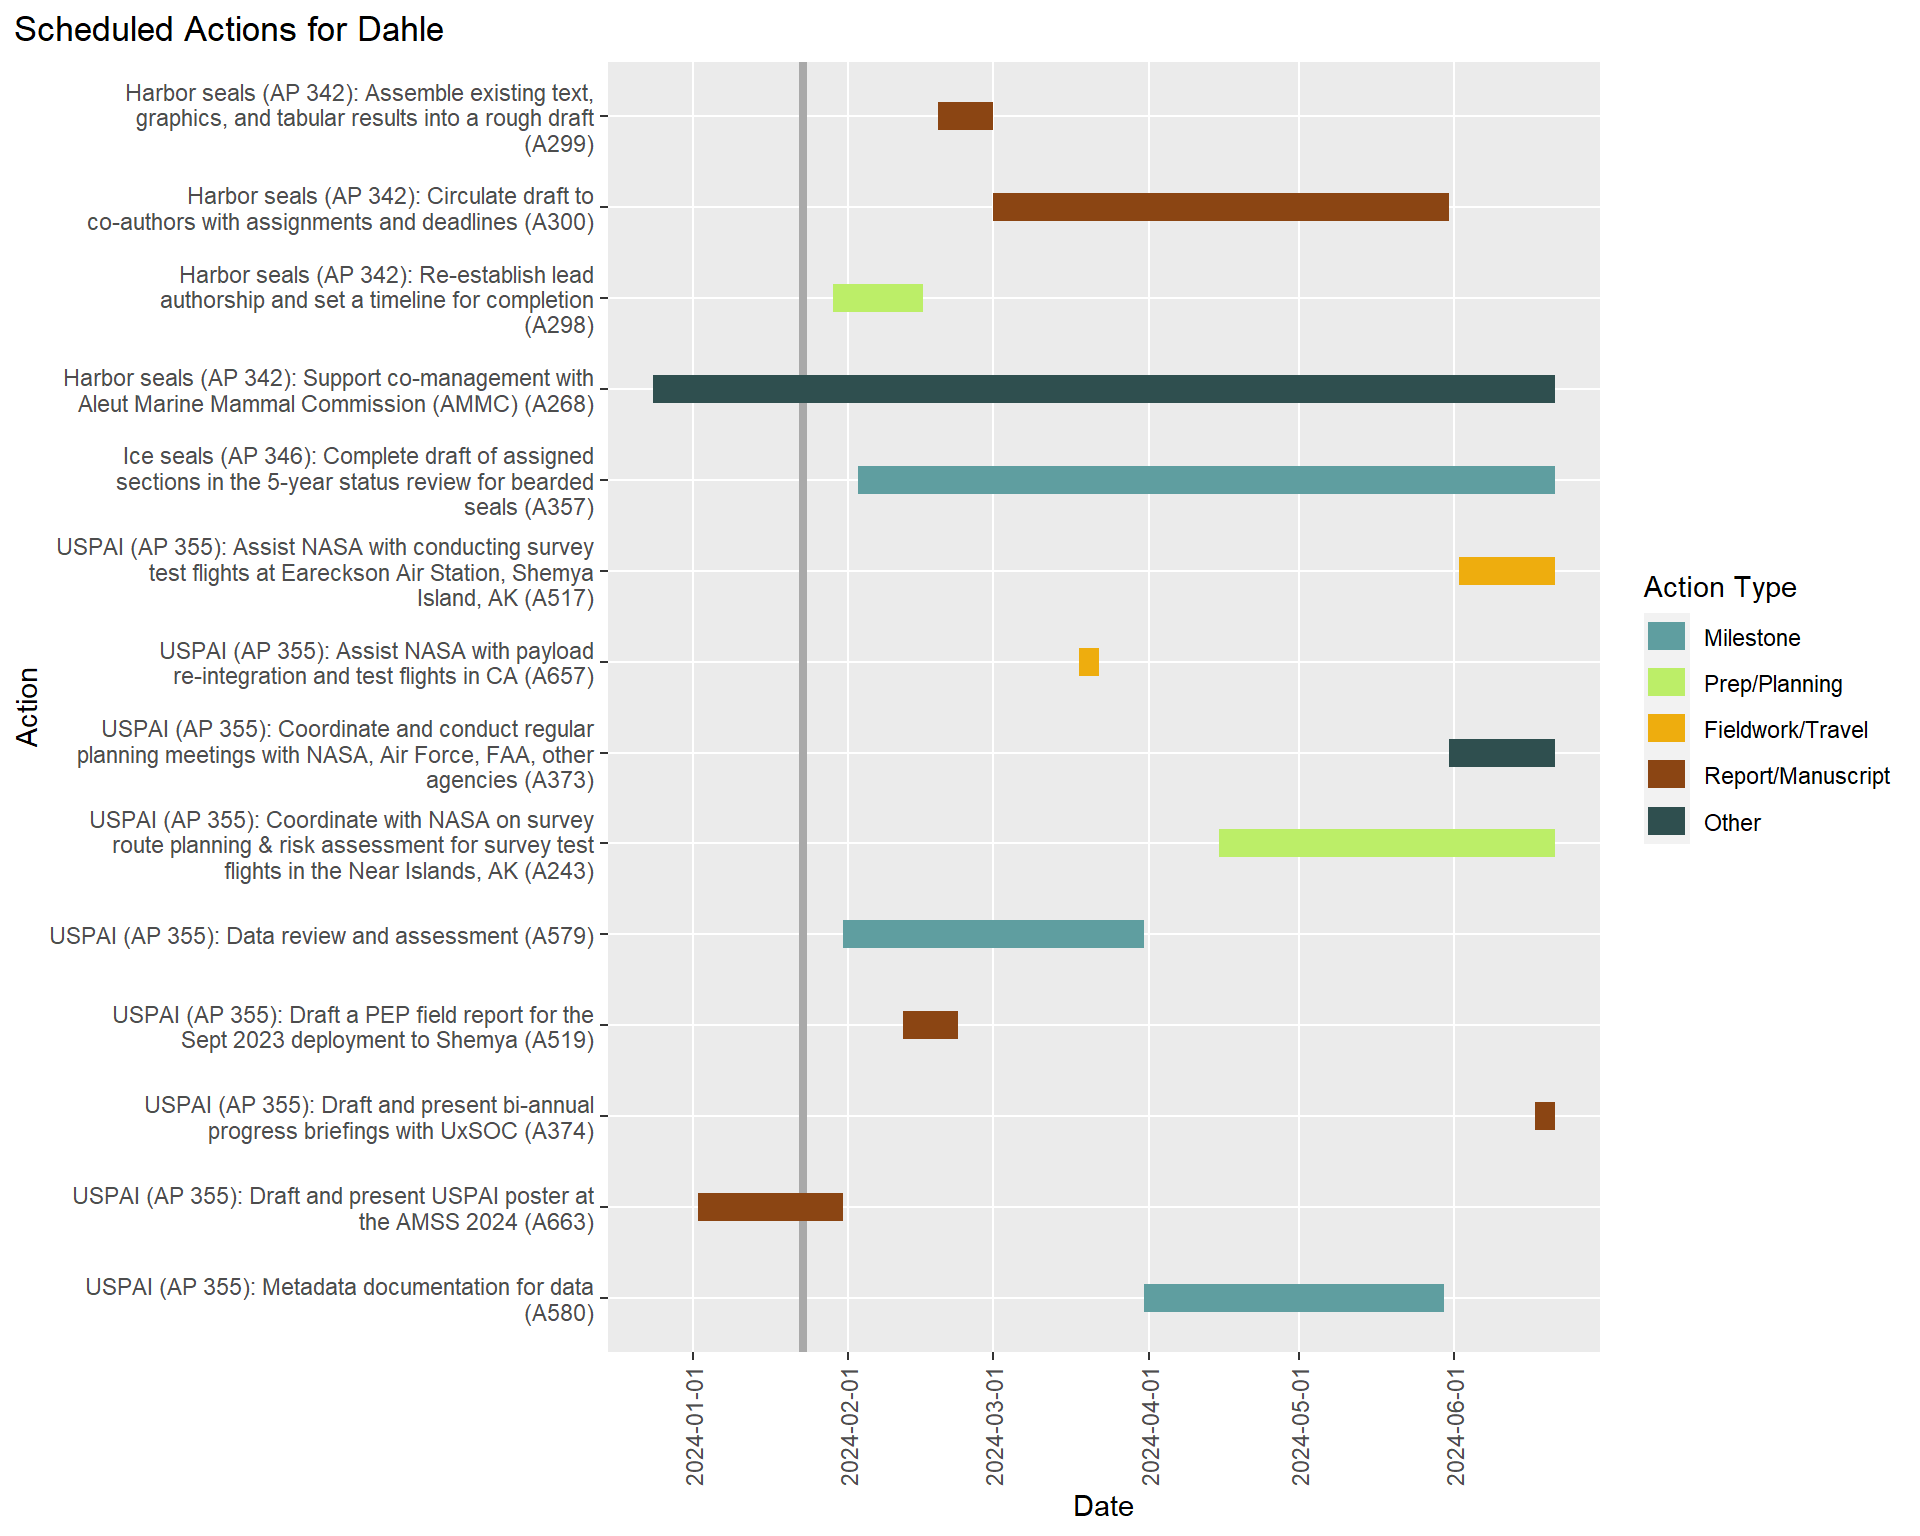 Scheduled Actions for Dahle
Harbor seals (AP 342): Assemble existing text,
graphics, and tabular results into a rough draft
(A299)
Harbor seals (AP 342): Circulate draft to
co-authors with assignments and deadlines (A300)
Harbor seals (AP 342): Re-establish lead
authorship and set a timeline for completion
(A298)
Harbor seals (AP 342): Support co-management with
Aleut Marine Mammal Commission (AMMC) (A268)
Ice seals (AP 346): Complete draft of assigned
sections in the 5-year status review for bearded
seals (A357)
USPAI (AP 355): Assist NASA with conducting survey
test flights at Eareckson Air Station, Shemya
Island, AK (A517)
USPAI (AP 355): Assist NASA with payload
re-integration and test flights in CA (A657)
USPAI (AP 355): Coordinate and conduct regular
planning meetings with NASA, Air Force, FAA, other
agencies (A373)
USPAI (AP 355): Coordinate with NASA on survey
route planning & risk assessment for survey test
flights in the Near Islands, AK (A243)
USPAI (AP 355): Data review and assessment (A579)
USPAI (AP 355): Draft a PEP field report for the
Sept 2023 deployment to Shemya (A519)
USPAI (AP 355): Draft and present bi-annual
progress briefings with UxSOC (A374)
USPAI (AP 355): Draft and present USPAI poster at
the AMSS 2024 (A663)
USPAI (AP 355): Metadata documentation for data
(A580)
Action
2024-01-01
2024-02-01
2024-03-01
2024-04-01
2024-05-01
2024-06-01
Date
Action Type
Milestone
Prep/Planning
Fieldwork/Travel
Report/Manuscript
Other